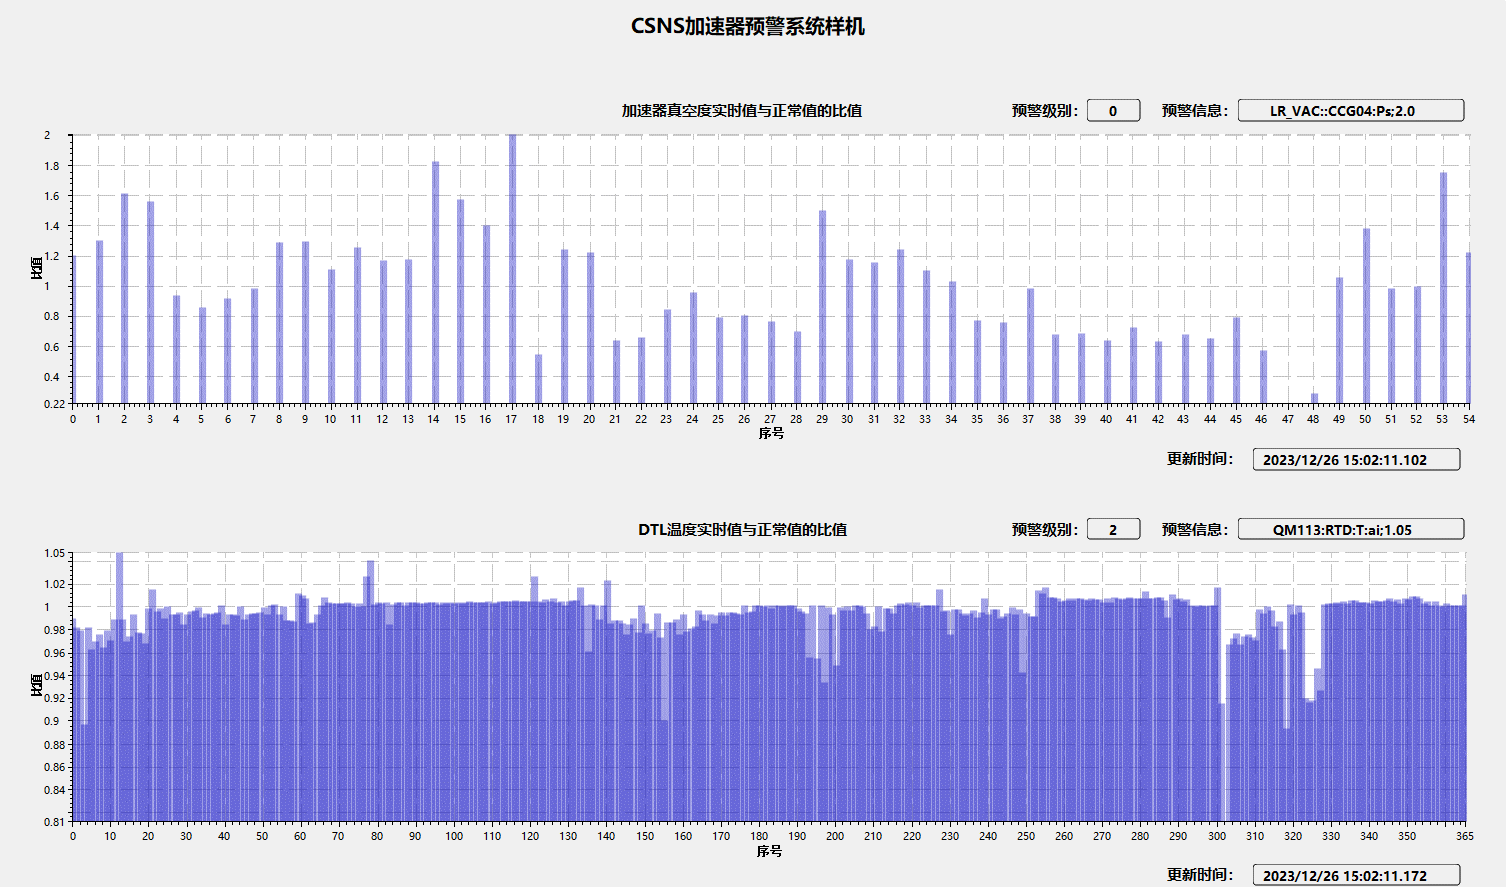 CSNS加速器预警系统样机
加速器真空度实时值与正常值的比值 预警级别: 0 预警信息: LR_VAC::CCG04:Ps;2.0
2
1.8
1.6
1.4
1.2
1
0.8
0.6
0.4
0.22
比值
0 1 2 3 4 5 6 7 8 9 10 11 12 13 14 15 16 17 18 19 20 21 22 23 24 25 26 27 28 29 30 31 32 33 34 35 36 37 38 39 40 41 42 43 44 45 46 47 48 49 50 51 52 53 54
序号
更新时间: 2023/12/26 15:02:11.102
DTL温度实时值与正常值的比值 预警级别: 2 预警信息: QM113:RTD:T:ai;1.05
1.05
1.02
1
0.98
0.96
0.94
0.92
0.9
0.88
0.86
0.84
0.81
比值
0 10 20 30 40 50 60 70 80 90 100 110 120 130 140 150 160 170 180 190 200 210 220 230 240 250 260 270 280 290 300 310 320 330 340 350 365
序号
更新时间: 2023/12/26 15:02:11.172